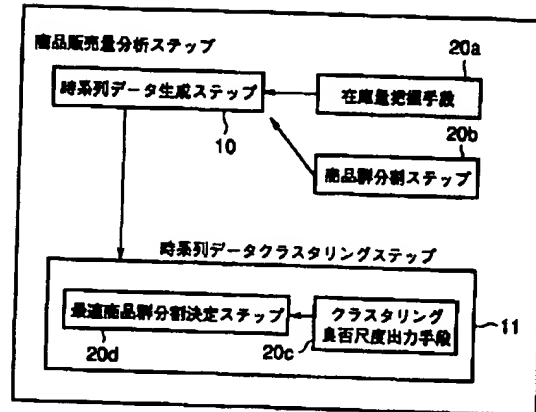 商品販売量分析ステップ
20a
時系列データ生成ステップ
在庫量把握手段
10
20b
商品群分割ステップ
時系列データクラスタリングステップ
最適商品群分割決定ステップ
クラスタリング
良否尺度出力手段
11
20d
20c